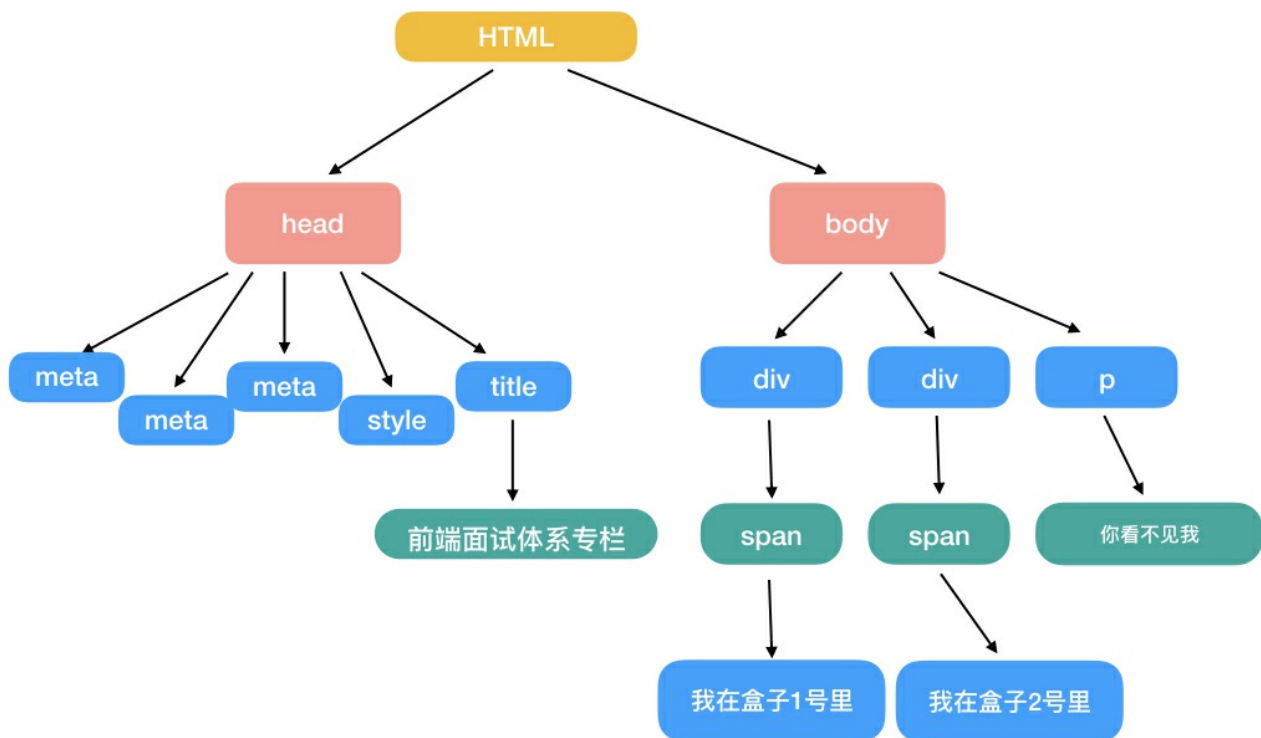 HTML
head
body
meta
meta
meta
style
title
div
div
p
前端面试体系专栏
span
span
你看不见我
我在盒子1号里
我在盒子2号里